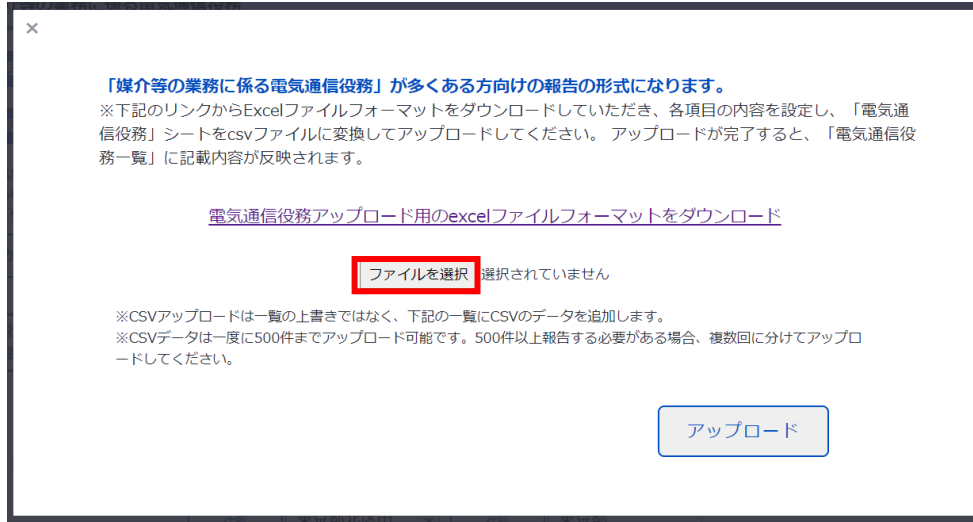 ×
「媒介等の業務に係る電気通信役務」が多くある方向けの報告の形式になります。
※下記のリンクからExcelファイルフォーマットをダウンロードしていただき、各項目の内容を設定し、「電気通
信役務」シートをcsvファイルに変換してアップロードしてください。 アップロードが完了すると、「電気通信役
務一覧」に記載内容が反映されます。
電気通信役務アップロード用のexcelファイルフォーマットをダウンロード
ファイルを選択 選択されていません
※CSVアップロードは一覧の上書きではなく、下記の一覧にCSVのデータを追加します。
※CSVデータは一度に500件までアップロード可能です。500件以上報告する必要がある場合、複数回に分けてアップロ
ードしてください。
アップロード